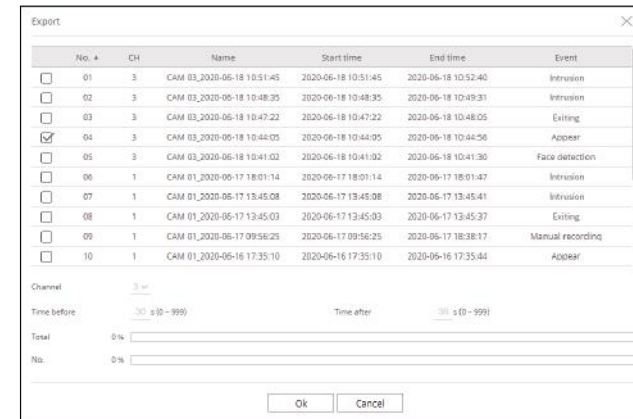 Export
No. ▲ CH Name Start time End time Event
01 3 CAM 03_2020-06-18 10:51:45 2020-06-18 10:51:45 2020-06-18 10:52:40 Intrusion
02 3 CAM 03_2020-06-18 10:48:35 2020-06-18 10:48:35 2020-06-18 10:49:31 Intrusion
03 3 CAM 03_2020-06-18 10:47:22 2020-06-18 10:47:22 2020-06-18 10:48:05 Exiting
04 3 CAM 03_2020-06-18 10:44:05 2020-06-18 10:44:05 2020-06-18 10:44:56 Appear
05 3 CAM 03_2020-06-18 10:41:02 2020-06-18 10:41:02 2020-06-18 10:41:30 Face detection
06 1 CAM 01_2020-06-17 18:01:14 2020-06-17 18:01:14 2020-06-17 18:01:47 Intrusion
07 1 CAM 01_2020-06-17 13:45:08 2020-06-17 13:45:08 2020-06-17 13:45:41 Intrusion
08 1 CAM 01_2020-06-17 13:45:03 2020-06-17 13:45:03 2020-06-17 13:45:37 Exiting
09 1 CAM 01_2020-06-17 09:56:25 2020-06-17 09:56:25 2020-06-17 18:38:17 Manual recording
10 1 CAM 01_2020-06-16 17:35:10 2020-06-16 17:35:10 2020-06-16 17:35:44 Appear
Channel 3
Time before 30 s (0 ~ 999) Time after 30 s (0 ~ 999)
Total 0 %
No. 0 %
Ok Cancel